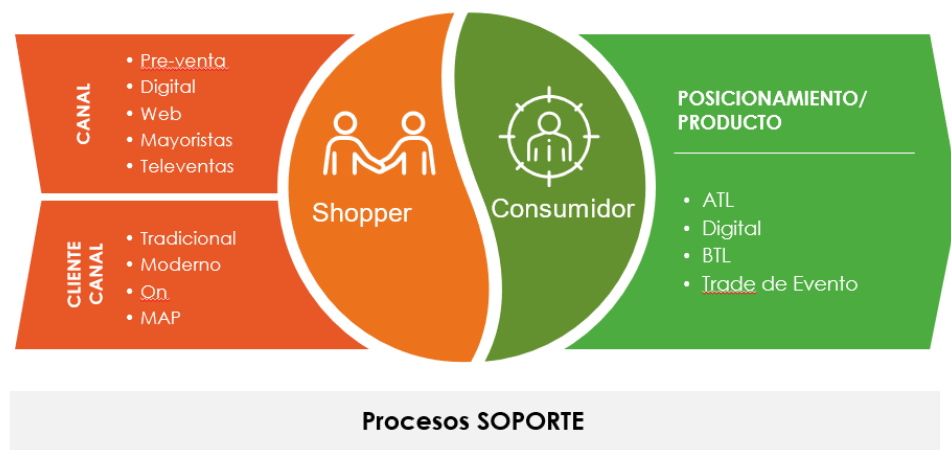 CANAL
• Pre-venta
• Digital
• Web
• Mayoristas
• Televentas
CLIENTE
CANAL
• Tradicional
• Moderno
• On
• MAP
Shopper
Consumidor
POSICIONAMIENTO/
PRODUCTO
• ATL
• Digital
• BTL
• Trade de Evento
Procesos SOPORTE